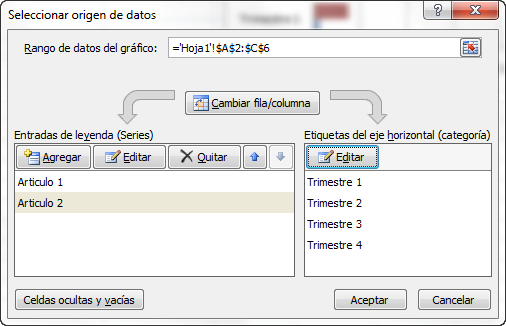 Seleccionar origen de datos
Rango de datos del gráfico: ='Hoja1'!$A$2:$C$6
Cambiar fila/columna
Entradas de leyenda (Series)
Agregar Editar Quitar
Articulo 1
Articulo 2
Etiquetas del eje horizontal (categoría)
Editar
Trimestre 1
Trimestre 2
Trimestre 3
Trimestre 4
Celdas ocultas y vacías
Aceptar Cancelar